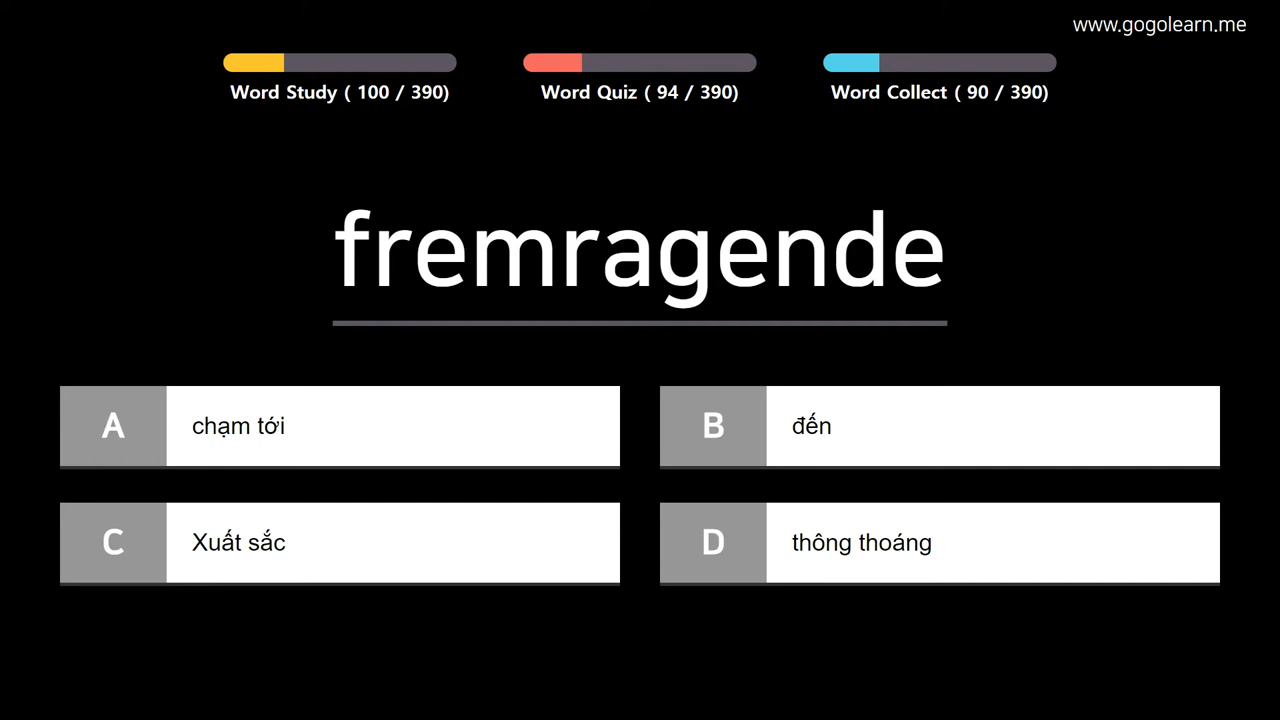 www.gogolearn.me
Word Study ( 100 / 390)
Word Quiz ( 94 / 390)
Word Collect ( 90 / 390)
fremragende
A chạm tới
B đến
C Xuất sắc
D thông thoáng